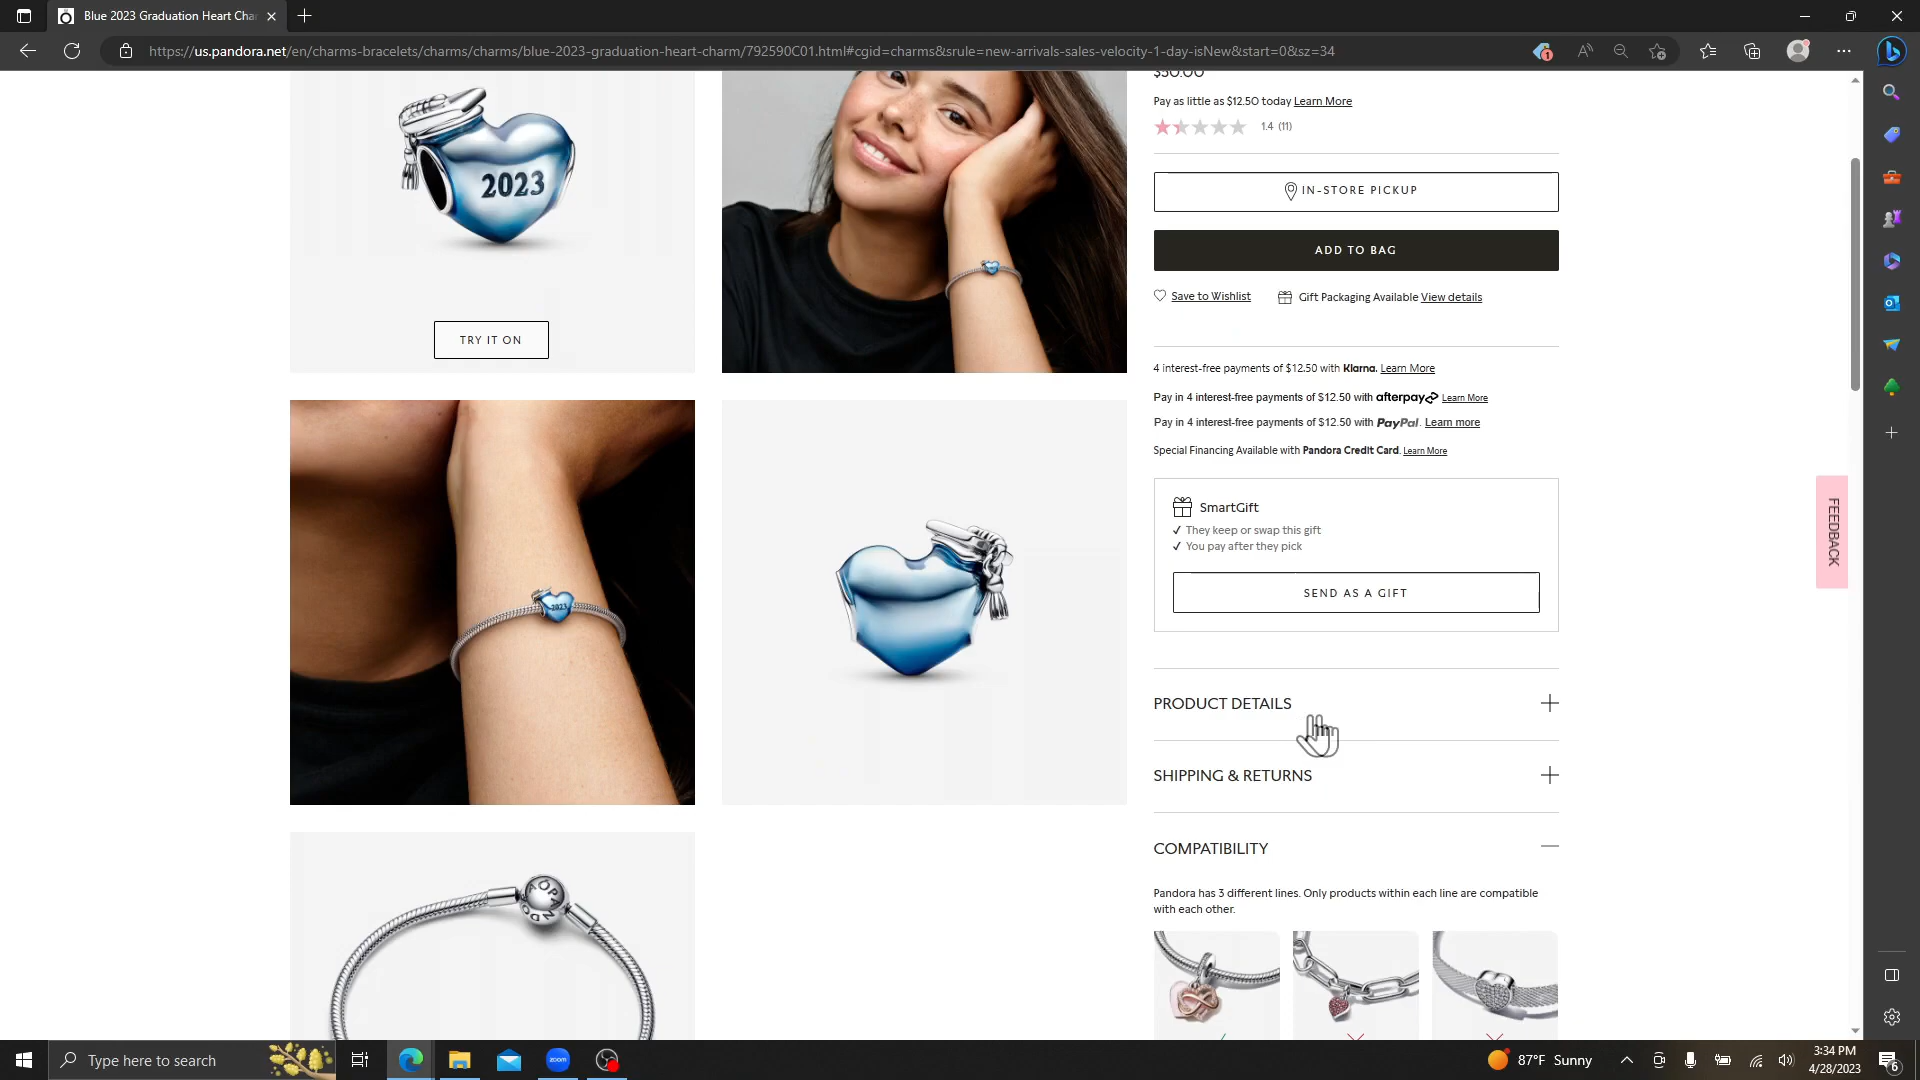 Blue 2023 Graduation Heart Cha
https://us.pandora.net/en/charms-bracelets/charms/charms/blue-2023-graduation-heart-charm/792590C01.html#cgid=charms&srule=new-arrivals-sales-velocity-1-day-isNew&start=0&sz=34
1
2023
TRY IT ON
2023
$50.00
Pay as little as $12.50 today Learn More
1.4 (11)
IN-STORE PICKUP
ADD TO BAG
Save to Wishlist
Gift Packaging Available View details
4 interest-free payments of $12.50 with Klarna. Learn More
Pay in 4 interest-free payments of $12.50 with afterpay Learn More
Pay in 4 interest-free payments of $12.50 with PayPal. Learn more
Special Financing Available with Pandora Credit Card. Learn More
SmartGift
✓ They keep or swap this gift
✓ You pay after they pick
SEND AS A GIFT
PRODUCT DETAILS
SHIPPING & RETURNS
COMPATIBILITY
Pandora has 3 different lines. Only products within each line are compatible
with each other.
FEEDBACK
Type here to search
zoom
87°F Sunny
3:34 PM
4/28/2023
6